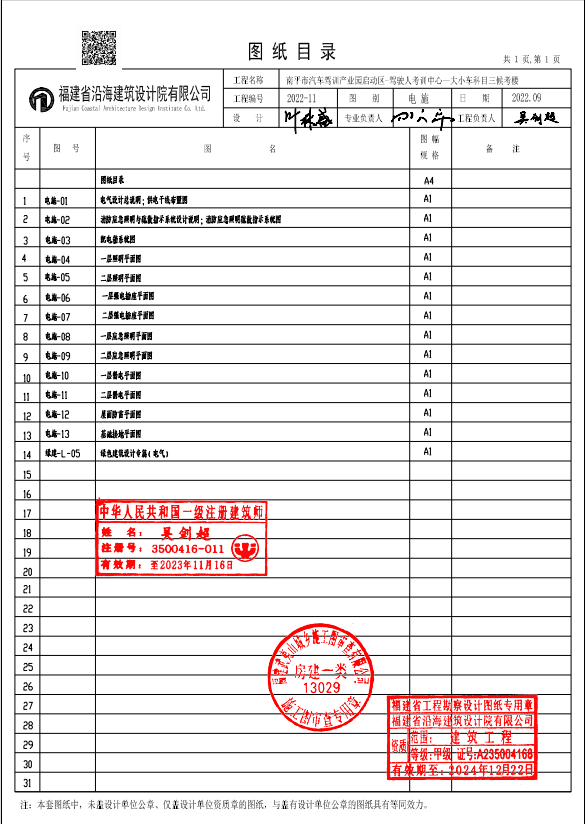 图纸目录
共 1 页, 第 1 页
福建省沿海建筑设计院有限公司
Fujian Coastal Architecture Design Institute Co. Ltd.
工程名称 南平市汽车驾训产业园启动区-驾驶人考训中心—大小车科目三候考楼
工程编号 2022-11 图 别 电 施 日 期 2022.09
设 计 专业负责人 工程负责人 吴剑超
序号 图 号 图 名 图幅规格 备 注
图纸目录 A4
1 电施-01 电气设计总说明；供电干线布置图 A1
2 电施-02 消防应急照明与疏散指示系统设计说明；消防应急照明疏散指示系统图 A1
3 电施-03 配电箱系统图 A1
4 电施-04 一层照明平面图 A1
5 电施-05 二层照明平面图 A1
6 电施-06 一层强电插座平面图 A1
7 电施-07 二层强电插座平面图 A1
8 电施-08 一层应急照明平面图 A1
9 电施-09 二层应急照明平面图 A1
10 电施-10 一层弱电平面图 A1
11 电施-11 二层弱电平面图 A1
12 电施-12 屋面防雷平面图 A1
13 电施-13 基础接地平面图 A1
14 绿建-L-05 绿色建筑设计专篇(电气) A1
15
16
17
18
19
20
21
22
23
24
25
26
27
28
29
30
31
中华人民共和国一级注册建筑师
姓 名: 吴剑超
注册号: 3500416-011
有效期: 至2023年11月16日
房建一类
13029
施工图审查专用章
福建省工程勘察设计图纸专用章
福建省沿海建筑设计院有限公司
资质 范围: 建筑工程
等级:甲级 证号:A235004168
有效期至:2024年12月22日
注: 本套图纸中, 未盖设计单位公章、仅盖设计单位资质章的图纸, 与盖有设计单位公章的图纸具有同等效力。